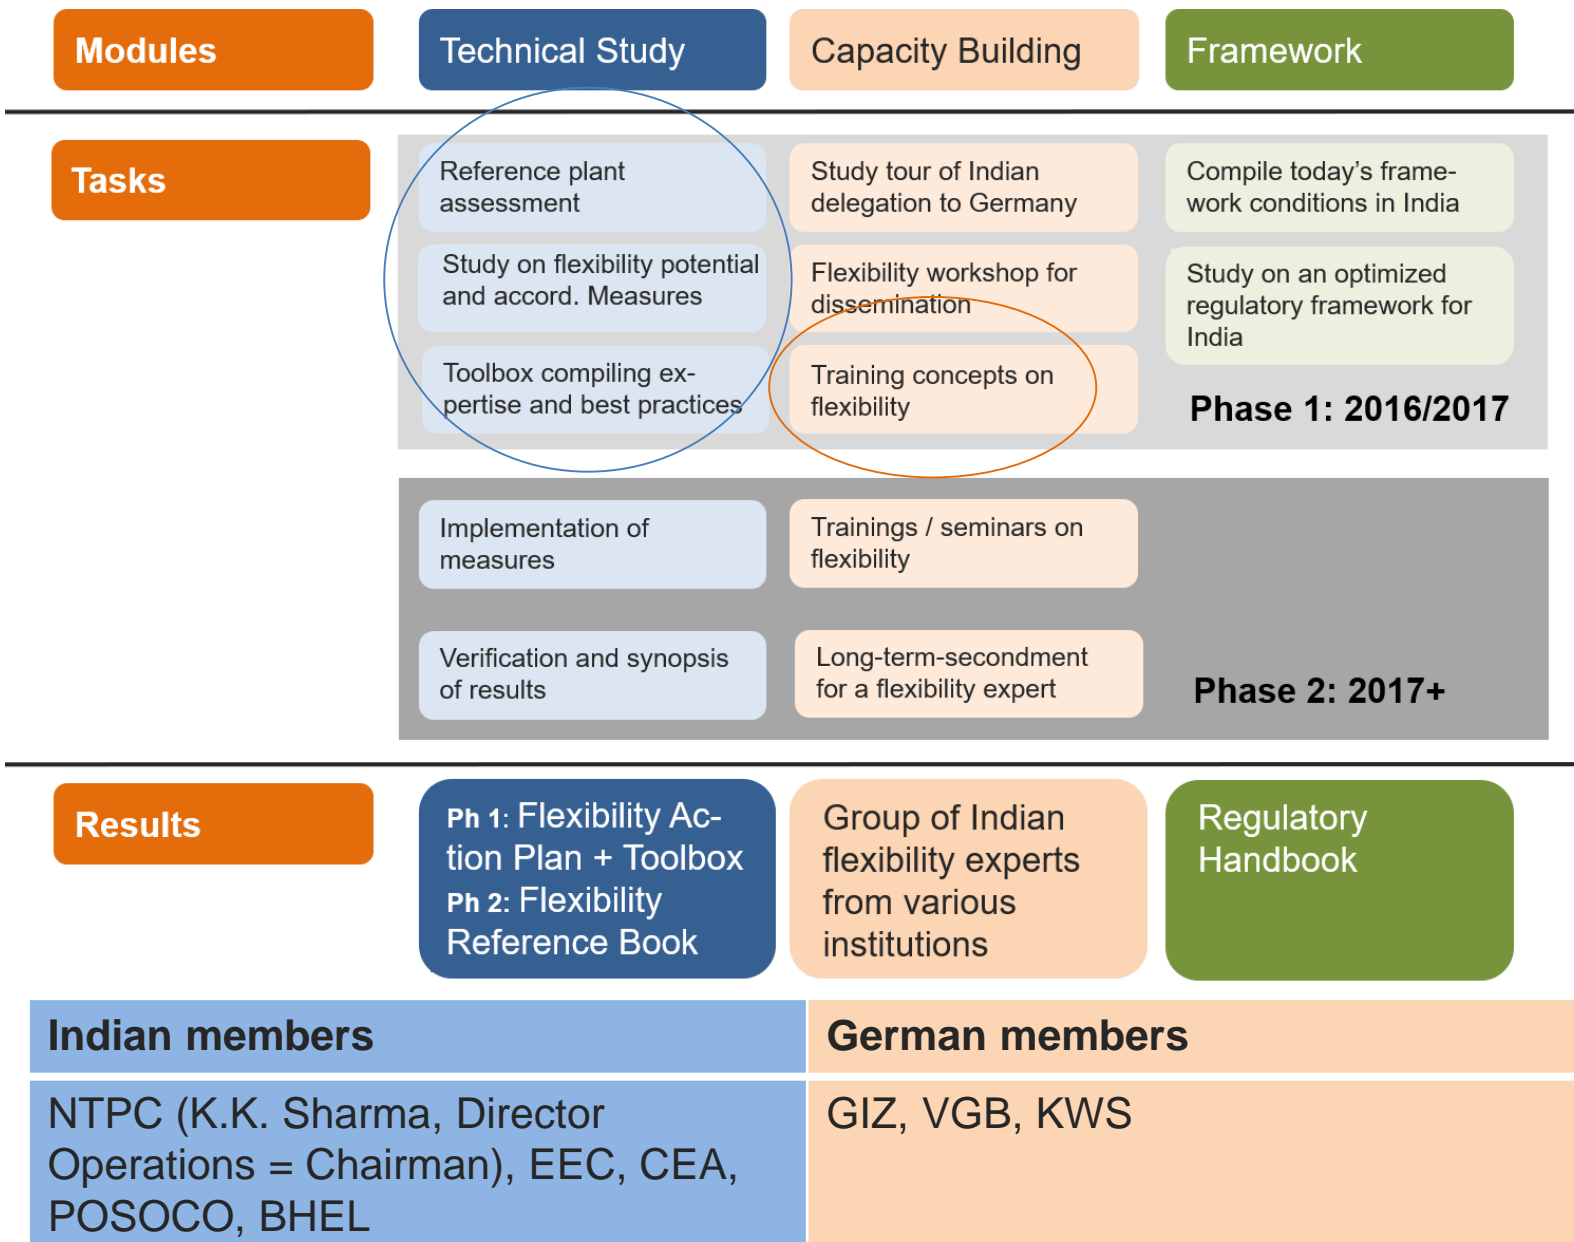 Modules
Technical Study
Capacity Building
Framework
Tasks
Reference plant
assessment
Study tour of Indian
delegation to Germany
Compile today’s frame-
work conditions in India
Study on flexibility potential
and accord. Measures
Flexibility workshop for
dissemination
Study on an optimized
regulatory framework for
India
Toolbox compiling ex-
pertise and best practices
Training concepts on
flexibility
Phase 1: 2016/2017
Implementation of
measures
Trainings / seminars on
flexibility
Verification and synopsis
of results
Long-term-secondment
for a flexibility expert
Phase 2: 2017+
Results
Ph 1: Flexibility Ac-
tion Plan + Toolbox
Ph 2: Flexibility
Reference Book
Group of Indian
flexibility experts
from various
institutions
Regulatory
Handbook
Indian members
German members
NTPC (K.K. Sharma, Director
Operations = Chairman), EEC, CEA,
POSOCO, BHEL
GIZ, VGB, KWS